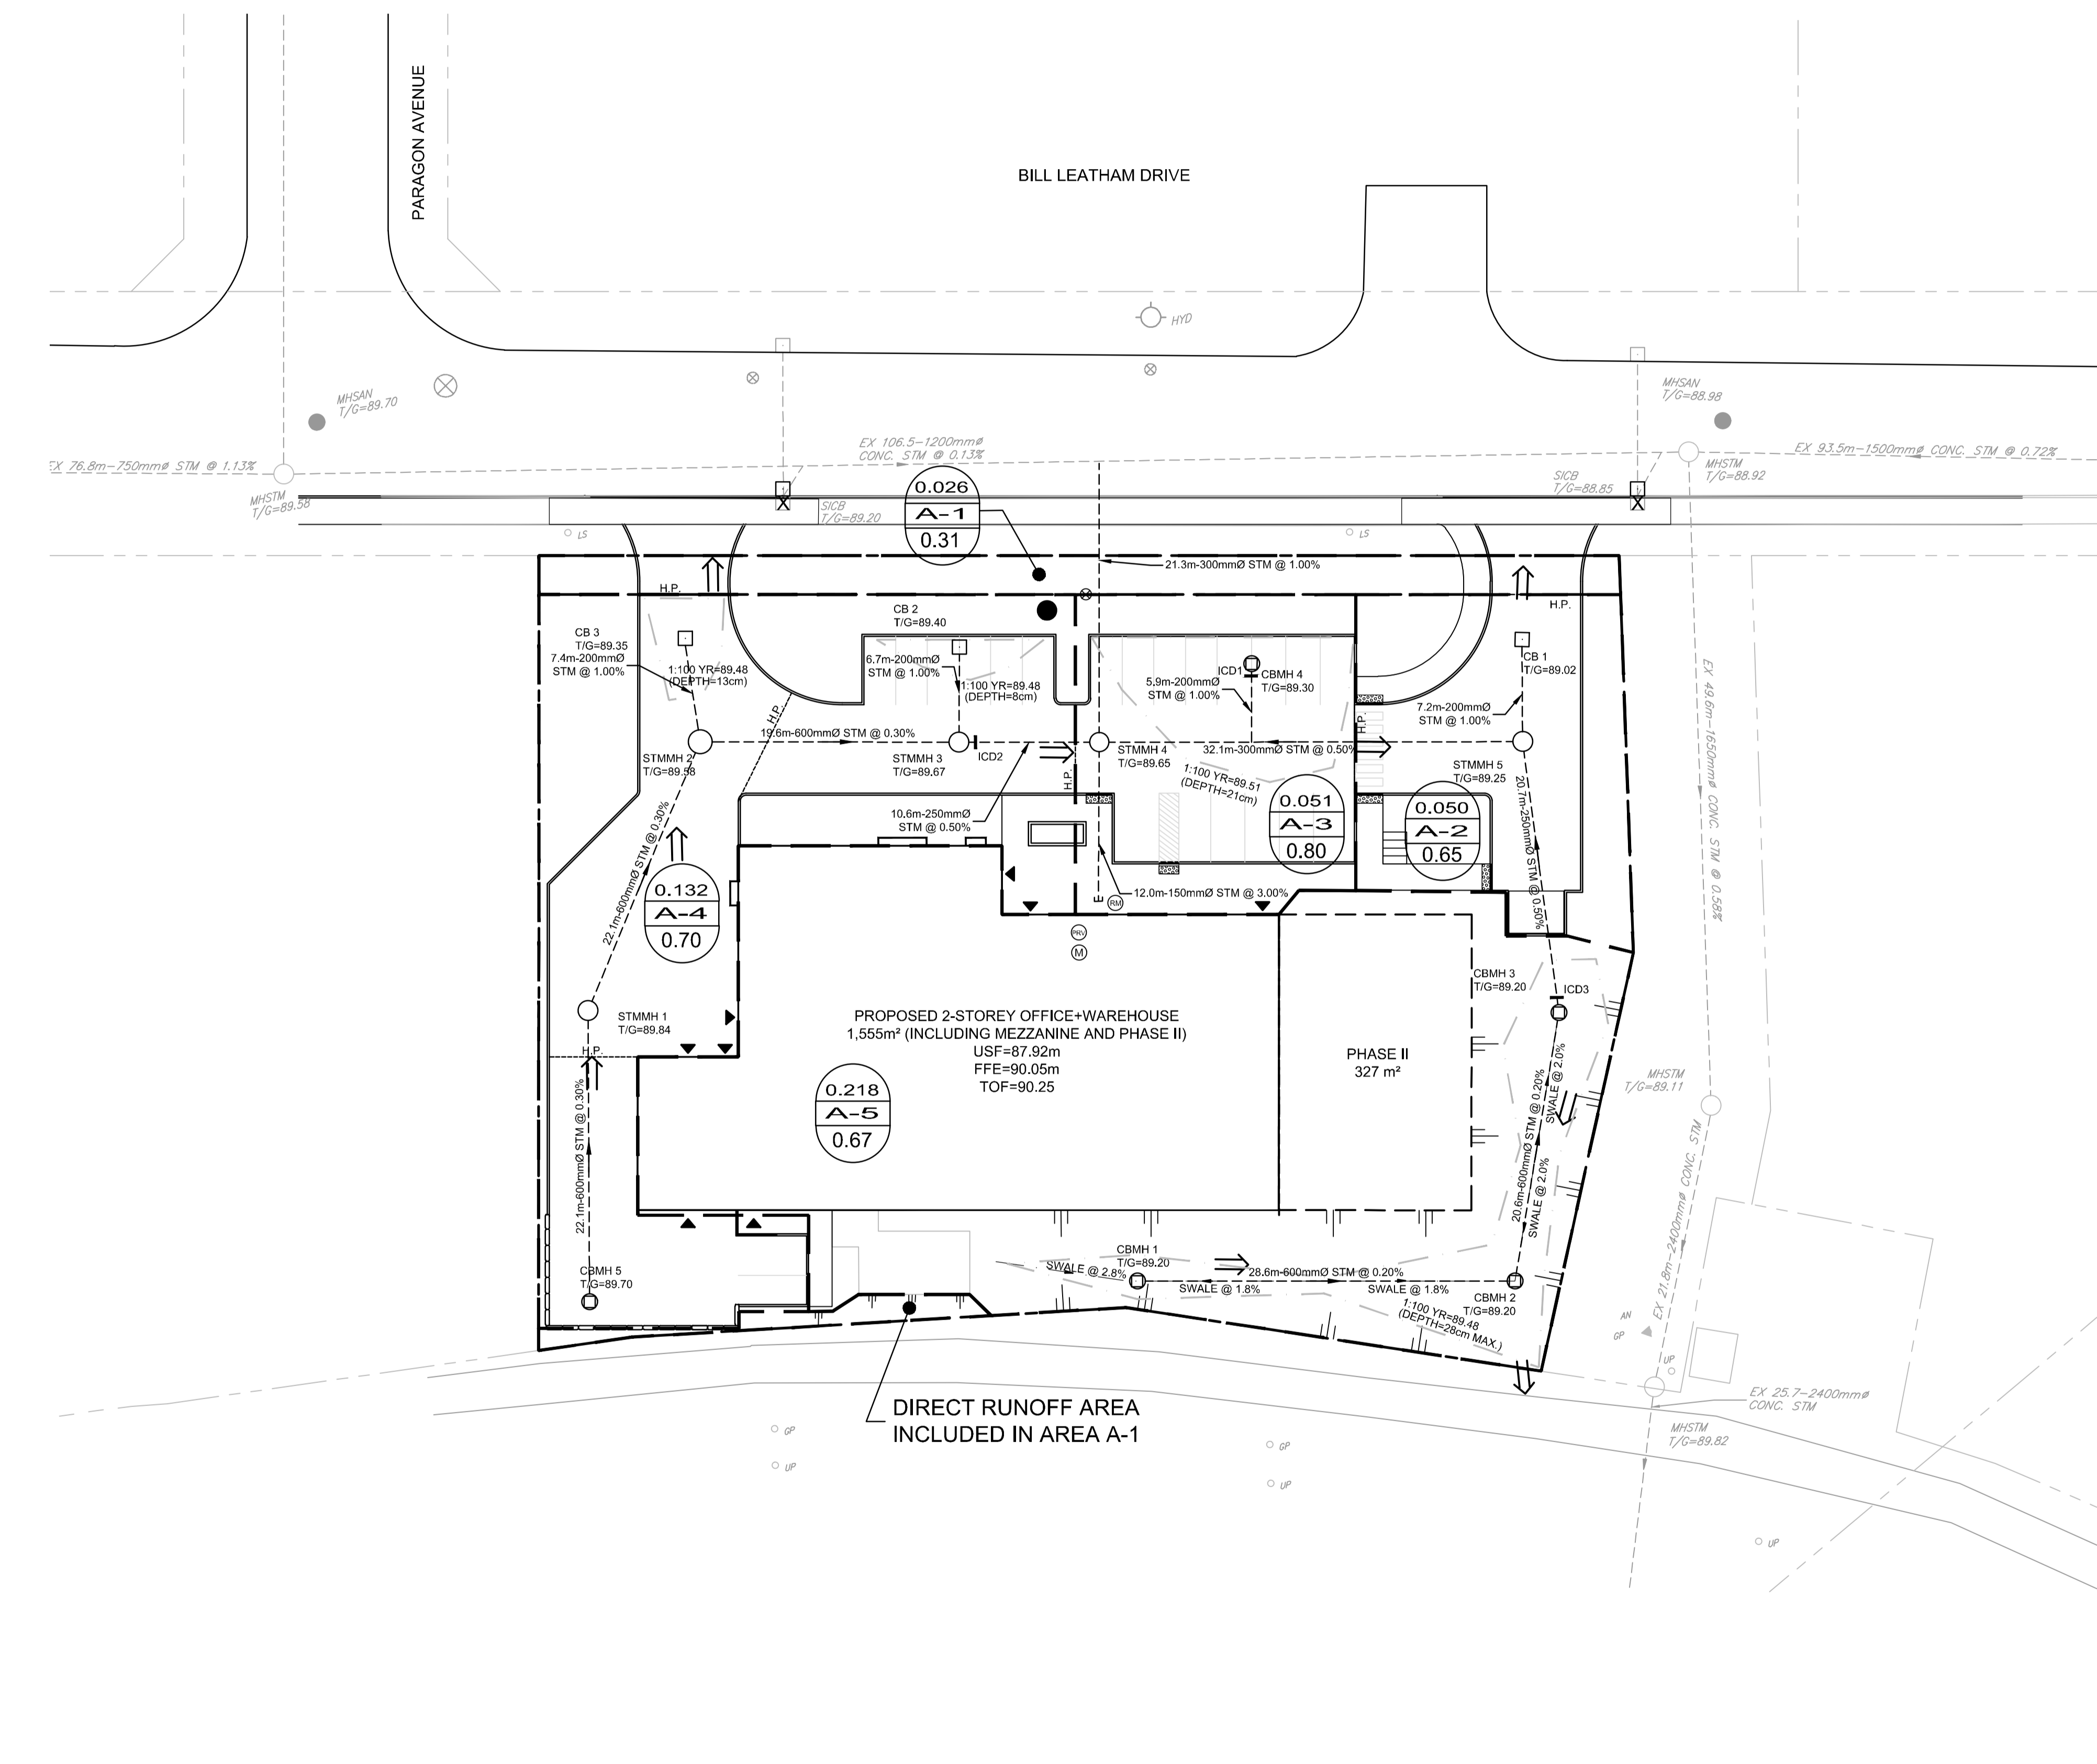 PARAGON AVENUE
BILL LEATHAM DRIVE
HYD
MHSAN
T/G=89.70
MHSAN
T/G=88.98
EX 76.8m-750mmø STM @ 1.13%
EX 106.5-1200mmø
CONC. STM @ 0.13%
EX 93.5m-1500mmø CONC. STM @ 0.72%
MHSTM
T/G=89.58
MHSTM
T/G=88.92
SICB
T/G=89.20
SICB
T/G=88.85
X
X
0.026
A-1
0.31
LS
LS
21.3m-300mmØ STM @ 1.00%
H.P.
H.P.
CB 3
T/G=89.35
7.4m-200mmØ
STM @ 1.00%
1:100 YR=89.48
(DEPTH=13cm)
CB 2
T/G=89.40
6.7m-200mmØ
STM @ 1.00%
1:100 YR=89.48
(DEPTH=8cm)
ICD1
CBMH 4
T/G=89.30
5.9m-200mmØ
STM @ 1.00%
CB 1
T/G=89.02
7.2m-200mmØ
STM @ 1.00%
H.P.
H.P.
H.P.
19.6m-600mmØ STM @ 0.30%
STMMH 2
T/G=89.58
STMMH 3
T/G=89.67
ICD2
STMMH 4
T/G=89.65
32.1m-300mmØ STM @ 0.50%
STMMH 5
T/G=89.25
1:100 YR=89.51
(DEPTH=21cm)
0.051
A-3
0.80
0.050
A-2
0.65
10.6m-250mmØ
STM @ 0.50%
20.7m-250mmØ STM @ 0.50%
EX 49.6m-1650mmø CONC. STM @ 0.58%
22.1m-600mmØ STM @ 0.30%
0.132
A-4
0.70
12.0m-150mmØ STM @ 3.00%
RM
PRV
M
CBMH 3
T/G=89.20
ICD3
STMMH 1
T/G=89.84
H.P.
PROPOSED 2-STOREY OFFICE+WAREHOUSE
1,555m² (INCLUDING MEZZANINE AND PHASE II)
USF=87.92m
FFE=90.05m
TOF=90.25
PHASE II
327 m²
0.218
A-5
0.67
MHSTM
T/G=89.11
22.1m-600mmØ STM @ 0.30%
20.6m-600mmØ STM @ 0.20%
SWALE @ 2.0%
SWALE @ 2.0%
EX 21.8m-2400mmø CONC. STM
CBMH 5
T/G=89.70
CBMH 1
T/G=89.20
SWALE @ 2.8%
28.6m-600mmØ STM @ 0.20%
SWALE @ 1.8%
SWALE @ 1.8%
CBMH 2
T/G=89.20
1:100 YR=89.48
(DEPTH=28cm MAX.)
AN
GP
UP
DIRECT RUNOFF AREA
INCLUDED IN AREA A-1
EX 25.7-2400mmø
CONC. STM
MHSTM
T/G=89.82
GP
UP
GP
UP
UP